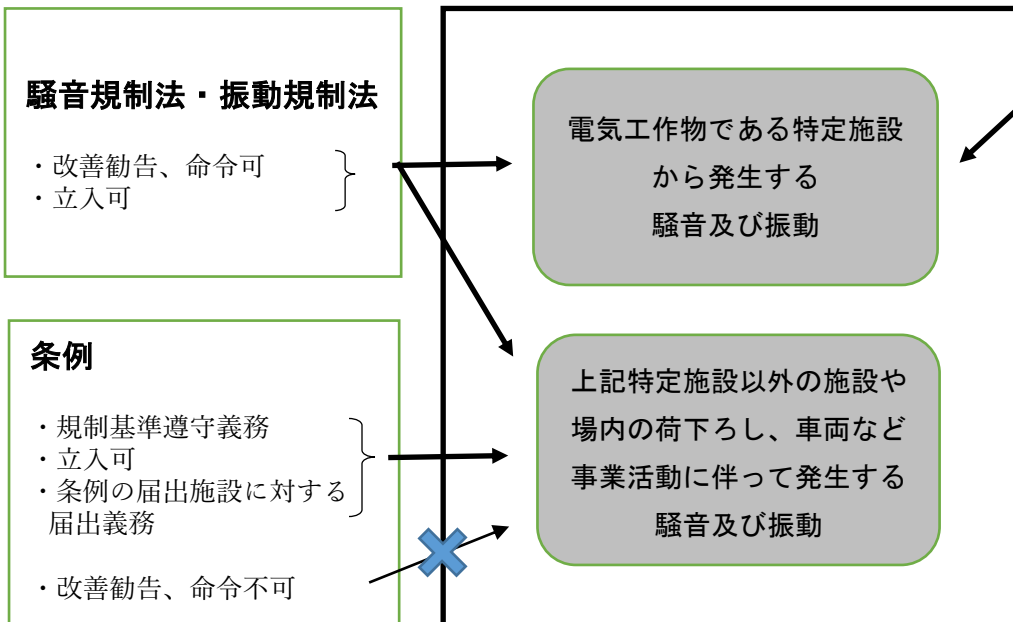 騒音規制法・振動規制法
・改善勧告、命令可
・立入可
電気工作物である特定施設
から発生する
騒音及び振動
条例
・規制基準遵守義務
・立入可
・条例の届出施設に対する
届出義務
・改善勧告、命令不可
上記特定施設以外の施設や
場内の荷下ろし、車両など
事業活動に伴って発生する
騒音及び振動